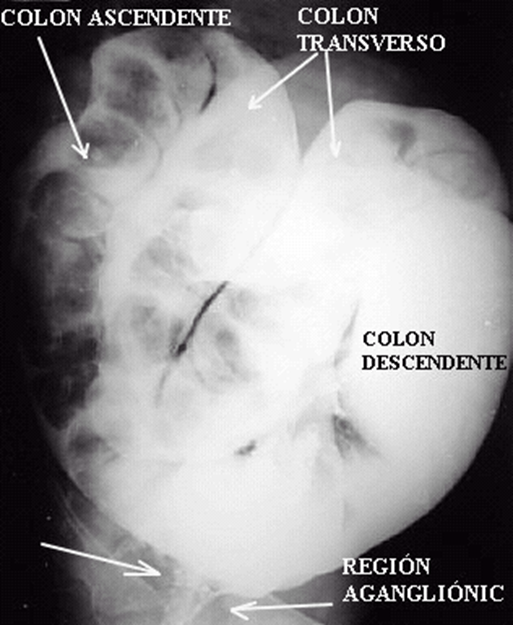 COLON ASCENDENTE
COLON
TRANSVERSO
COLON
DESCENDENTE
REGIÓN
AGANGLIÓNIC